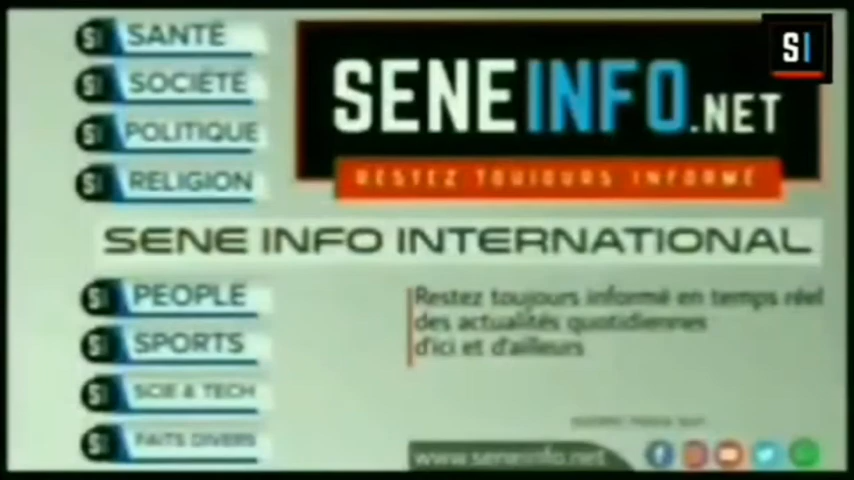 SANTÉ
SOCIÉTÉ
POLITIQUE
RELIGION
SENEINFO.NET
RESTEZ TOUJOURS INFORMÉ
SI
SENE INFO INTERNATIONAL
PEOPLE
SPORTS
SCIE & TECH
FAITS DIVERS
Restez toujours informé en temps réel
des actualités quotidiennes
d'ici et d'ailleurs
www.seneinfo.net